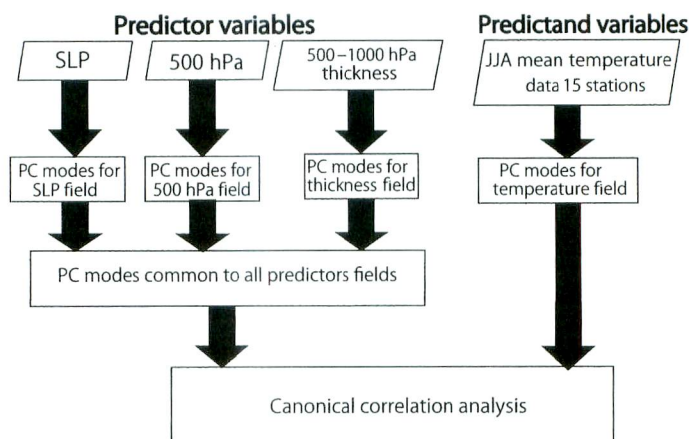 Predictor variables
Predictand variables
SLP
500 hPa
500–1000 hPa
thickness
JJA mean temperature
data 15 stations
PC modes for
SLP field
PC modes for
500 hPa field
PC modes for
thickness field
PC modes for
temperature field
PC modes common to all predictors fields
Canonical correlation analysis